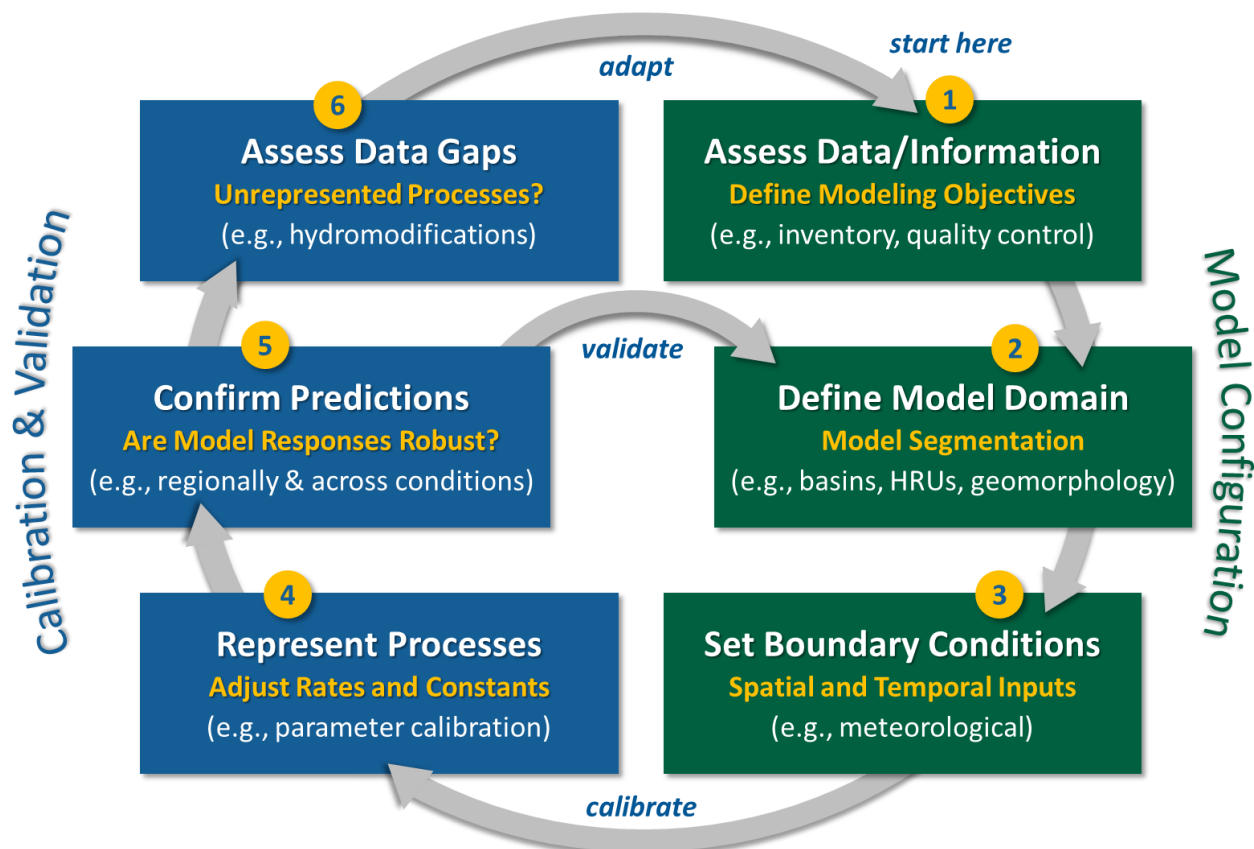 start here
adapt
6
Assess Data Gaps
Unrepresented Processes?
(e.g., hydromodifications)
1
Assess Data/Information
Define Modeling Objectives
(e.g., inventory, quality control)
Calibration & Validation
5
Confirm Predictions
Are Model Responses Robust?
(e.g., regionally & across conditions)
validate
2
Define Model Domain
Model Segmentation
(e.g., basins, HRUs, geomorphology)
Model Configuration
4
Represent Processes
Adjust Rates and Constants
(e.g., parameter calibration)
3
Set Boundary Conditions
Spatial and Temporal Inputs
(e.g., meteorological)
calibrate